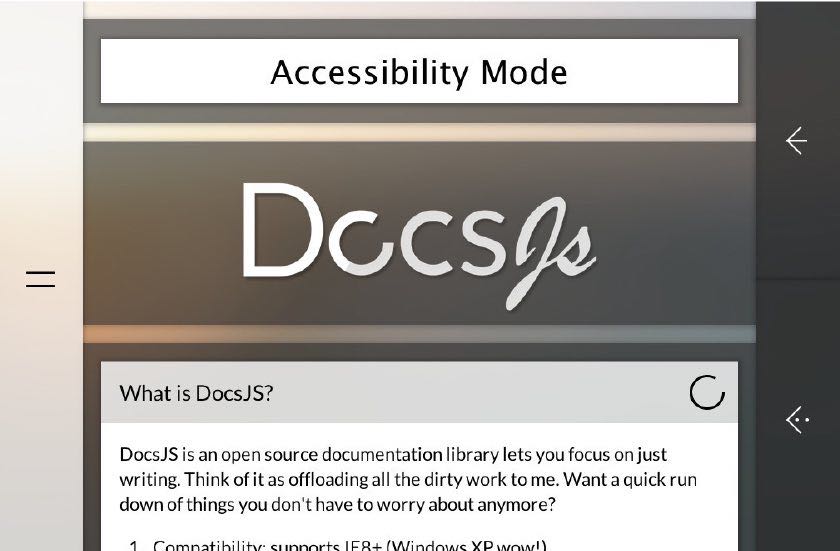 Accessibility Mode
DocsJs
What is DocsJS?
DocsJS is an open source documentation library lets you focus on just
writing. Think of it as offloading all the dirty work to me. Want a quick run
down of things you don't have to worry about anymore?
1. Compatibility: supports IE8+ (Windows XP wow!)